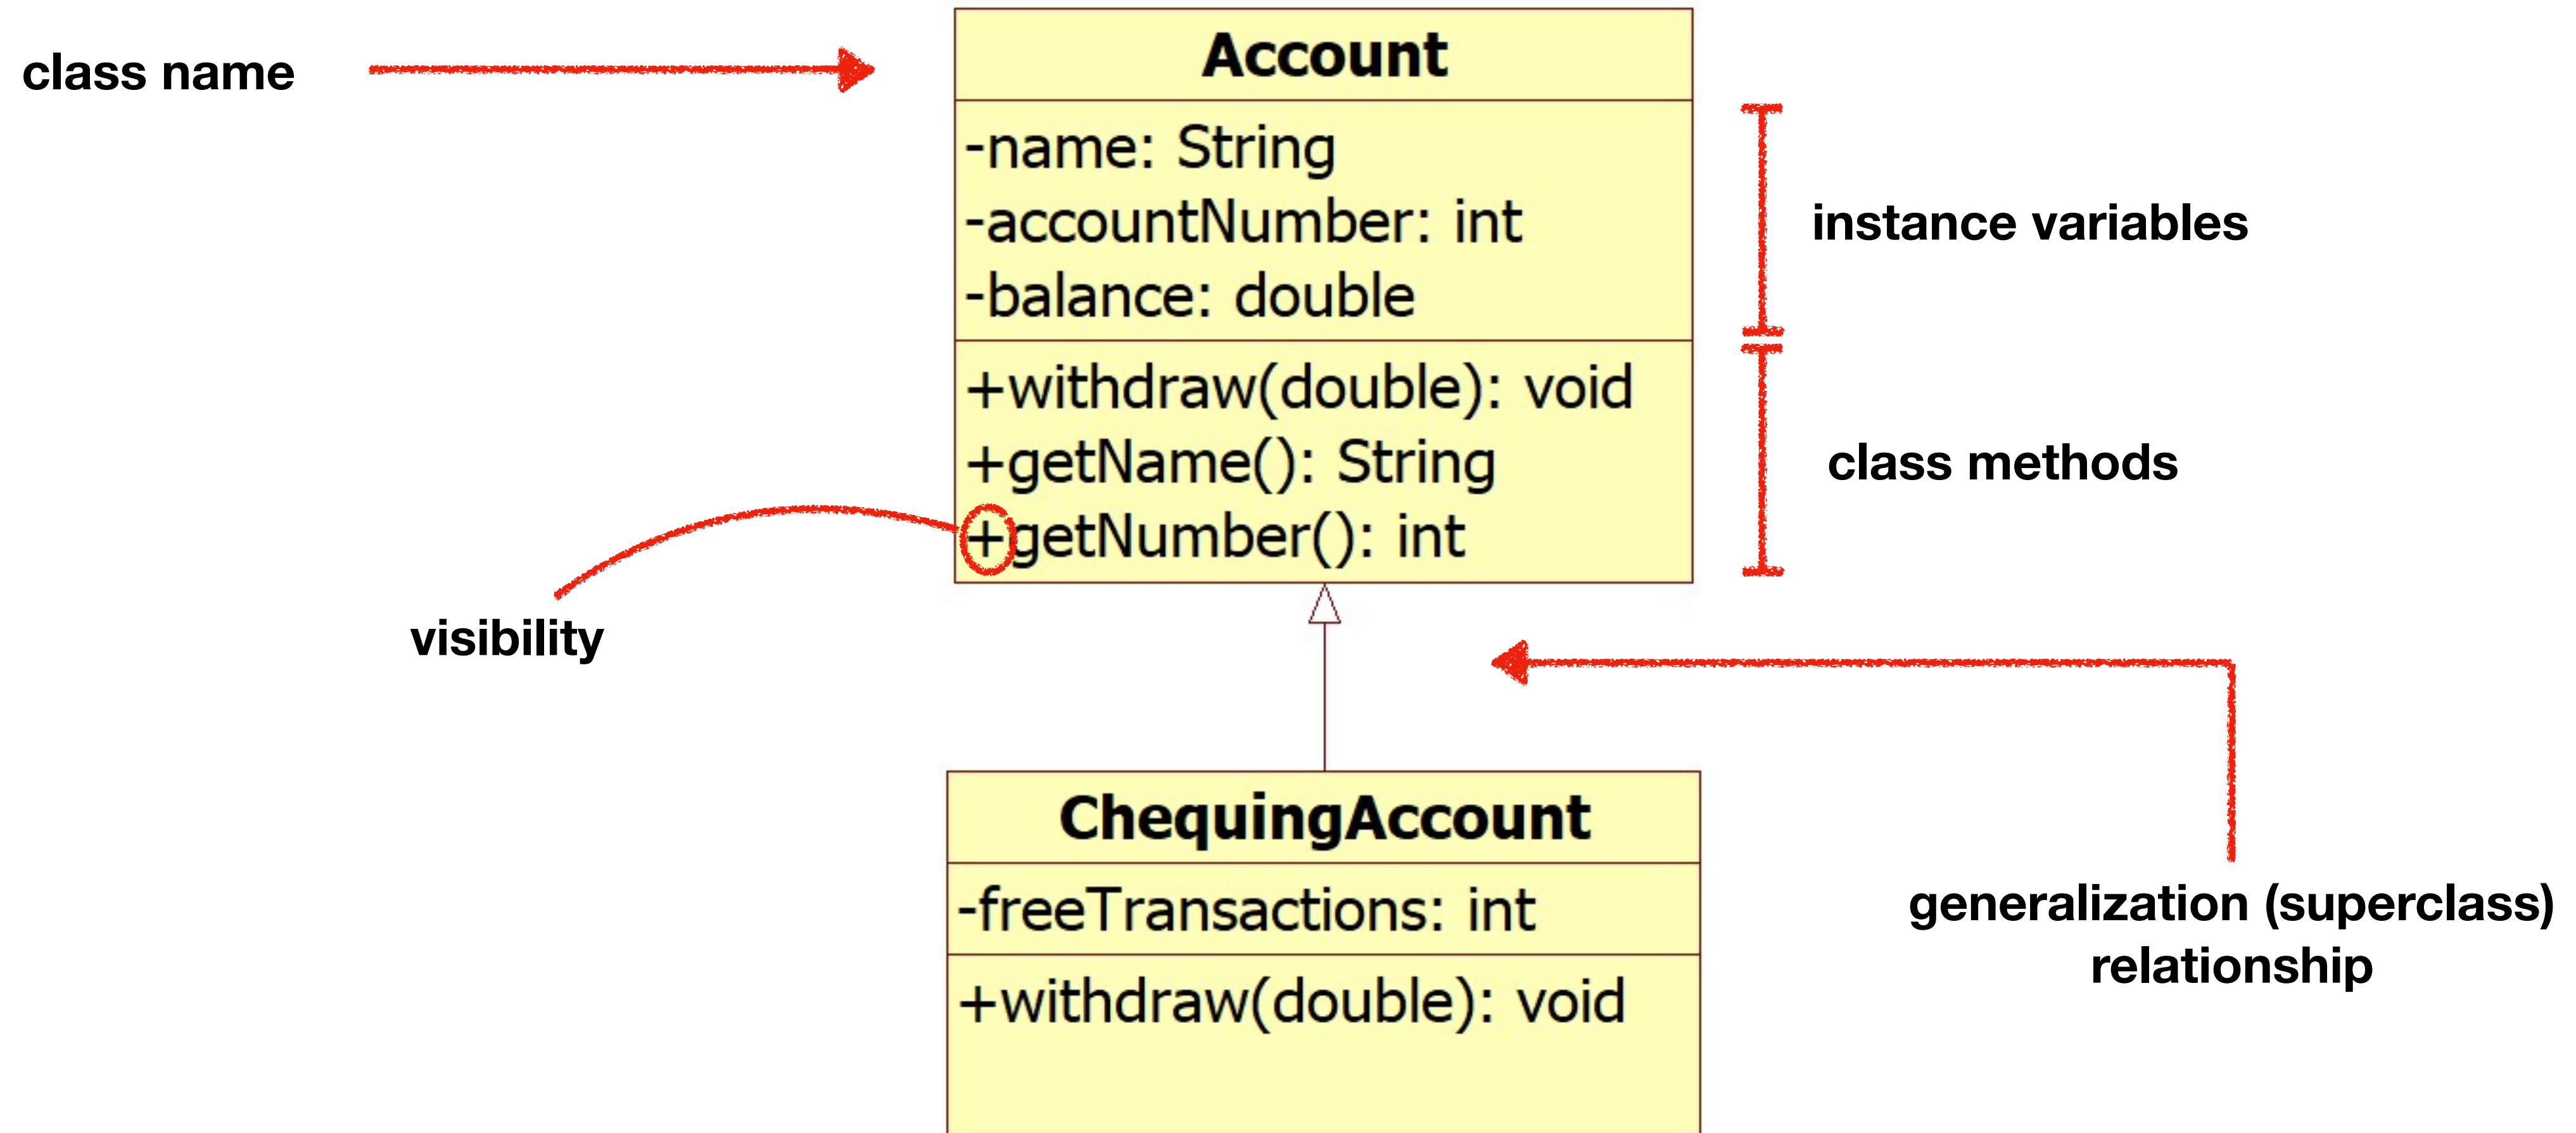 class name
Account
-name: String
-accountNumber: int
-balance: double
instance variables
+withdraw(double): void
+getName(): String
+getNumber(): int
class methods
visibility
generalization (superclass)
relationship
ChequingAccount
-freeTransactions: int
+withdraw(double): void